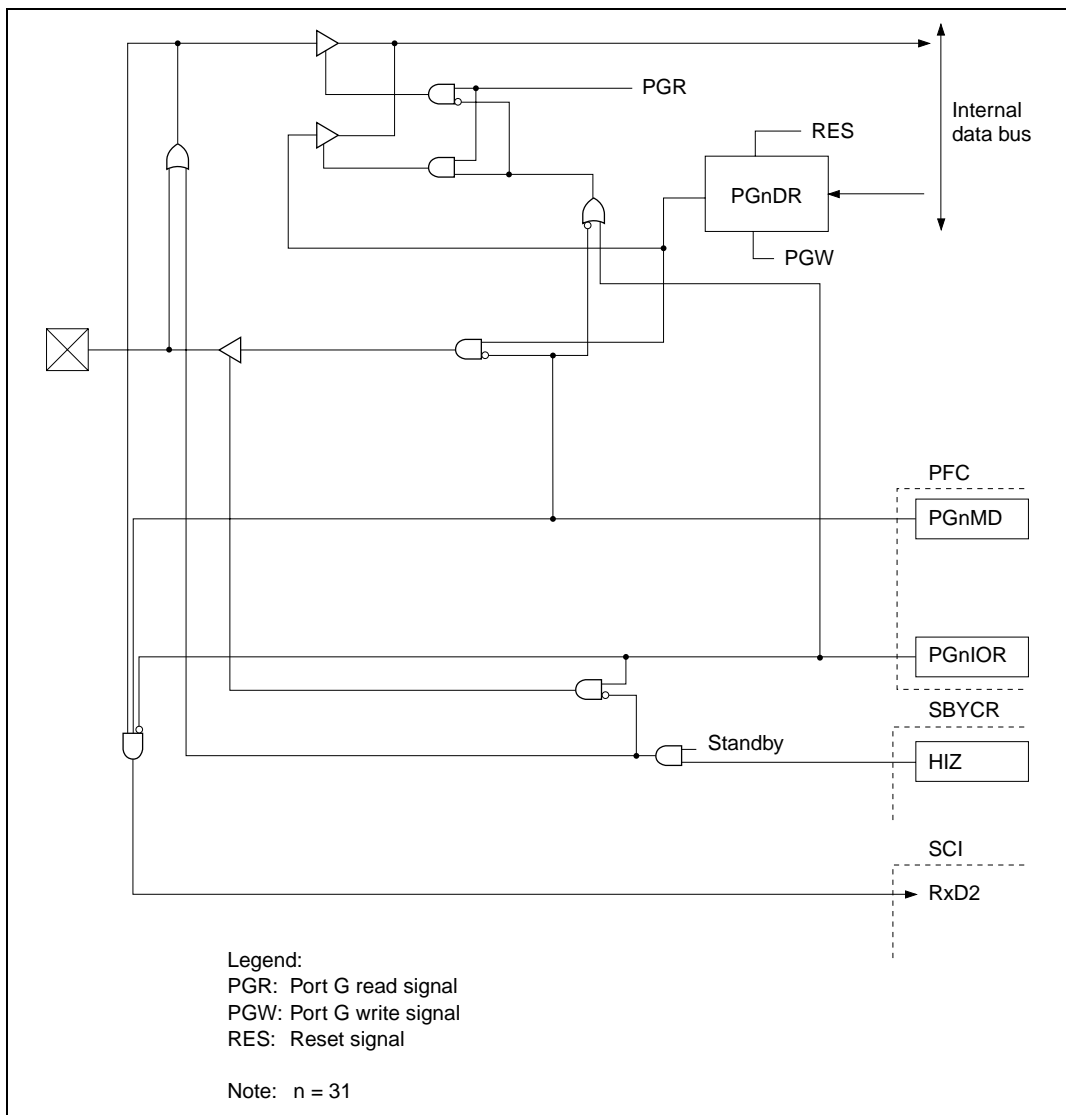 PGR
Internal
data bus
RES
PGnDR
PGW
PFC
PGnMD
PGnIOR
SBYCR
Standby
HIZ
SCI
RxD2
Legend:
PGR: Port G read signal
PGW: Port G write signal
RES: Reset signal
Note: n = 31